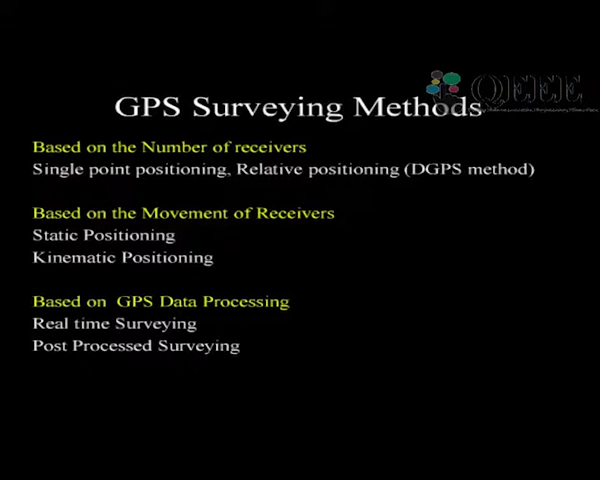 QEEE
GPS Surveying Methods
Based on the Number of receivers
Single point positioning, Relative positioning (DGPS method)
Based on the Movement of Receivers
Static Positioning
Kinematic Positioning
Based on GPS Data Processing
Real time Surveying
Post Processed Surveying